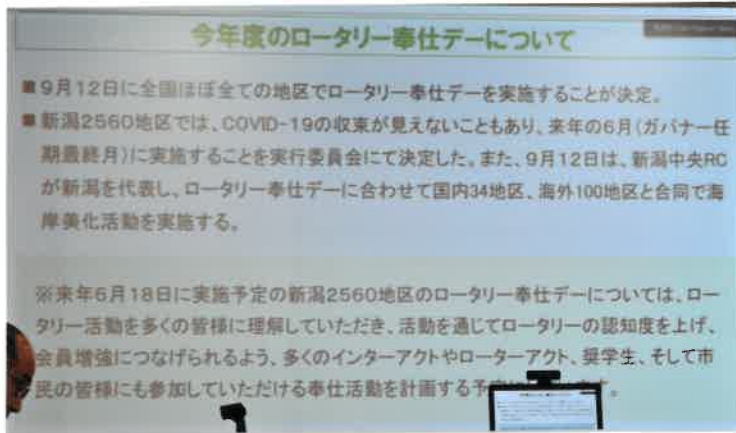 今年度のロータリー奉仕デーについて
■9月12日に全国ほぼ全ての地区でロータリー奉仕デーを実施することが決定。
■新潟2560地区では、COVID-19の収束が見えないこともあり、来年の6月(ガバナー任
期最終月)に実施することを実行委員会にて決定した。また、9月12日は、新潟中央RC
が新潟を代表し、ロータリー奉仕デーに合わせて国内34地区、海外100地区と合同で海
岸美化活動を実施する。
※来年6月18日に実施予定の新潟2560地区のロータリー奉仕デーについては、ロー
タリー活動を多くの皆様に理解していただき、活動を通じてロータリーの認知度を上げ、
会員増強につなげられるよう、多くのインターアクトやローターアクト、奨学生、そして市
民の皆様にも参加していただける奉仕活動を計画する予